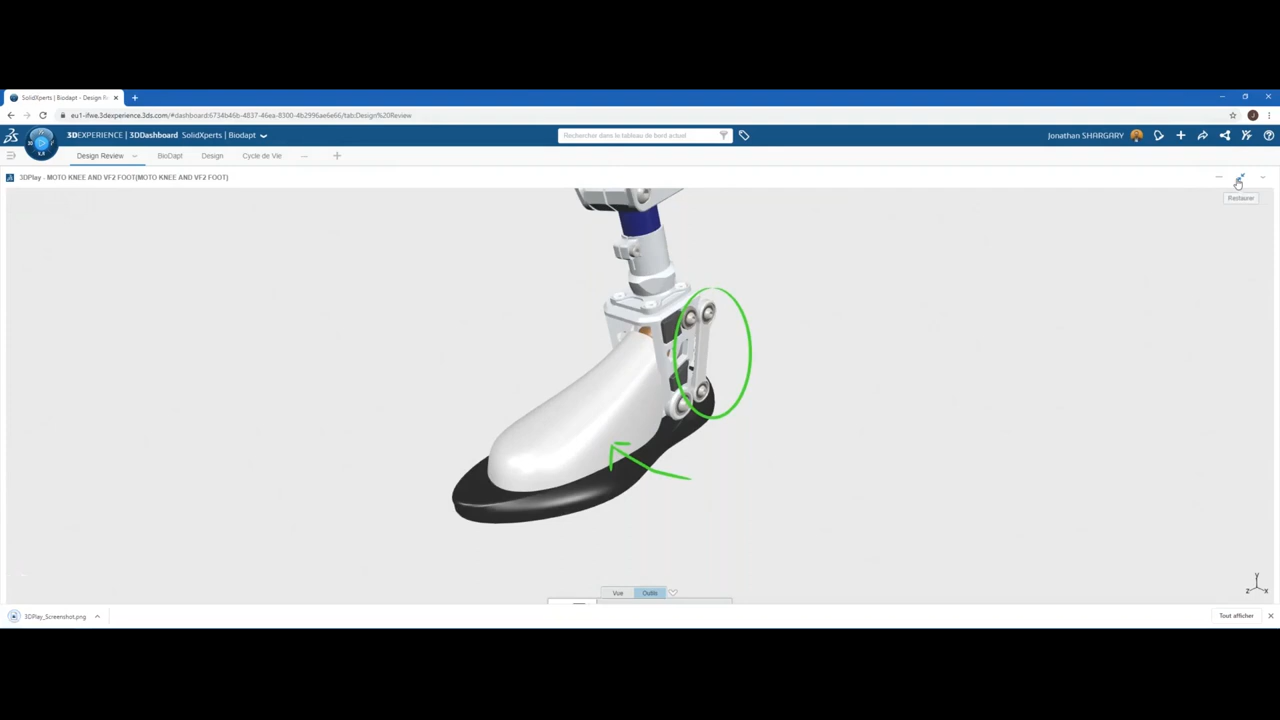 SolidXperts | Biodapt - Design Re
eu1-ifwe.3dexperience.3ds.com/#dashboard:6734b46b-4837-46ea-8300-4b2996ae6e66/tab:Design%20Review
J
3DEXPERIENCE | 3DDashboard SolidXperts | Biodapt
Rechercher dans le tableau de bord actuel
Jonathan SHARGARY
Design Review
BioDapt
Design
Cycle de Vie
3DPlay - MOTO KNEE AND VF2 FOOT(MOTO KNEE AND VF2 FOOT)
Restaurer
Y
Z X
Vue
Outils
3DPlay_Screenshot.png
Tout afficher